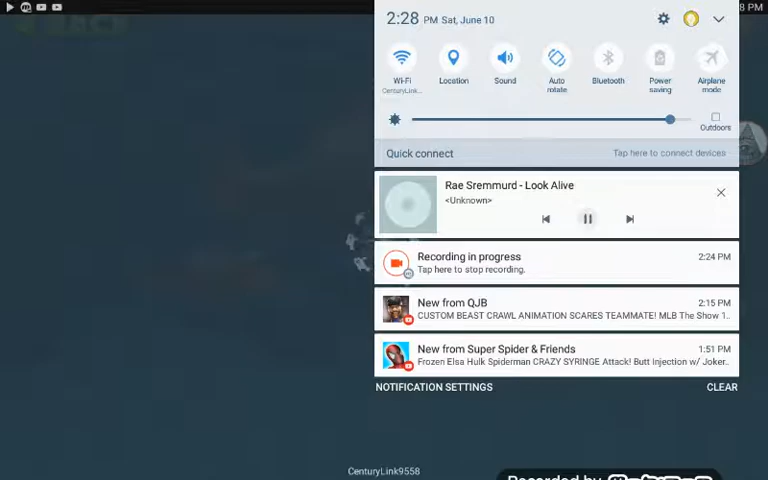 8 PM
2:28 PM Sat, June 10
Wi-Fi
CenturyLink...
Location
Sound
Auto
rotate
Bluetooth
Power
saving
Airplane
mode
Outdoors
Quick connect
Tap here to connect devices
Rae Sremmurd - Look Alive
<Unknown>
Recording in progress
2:24 PM
Tap here to stop recording.
New from QJB
2:15 PM
CUSTOM BEAST CRAWL ANIMATION SCARES TEAMMATE! MLB The Show 1..
New from Super Spider & Friends
1:51 PM
Frozen Elsa Hulk Spiderman CRAZY SYRINGE Attack! Butt Injection w/ Joker..
NOTIFICATION SETTINGS
CLEAR
CenturyLink9558
Recorded by